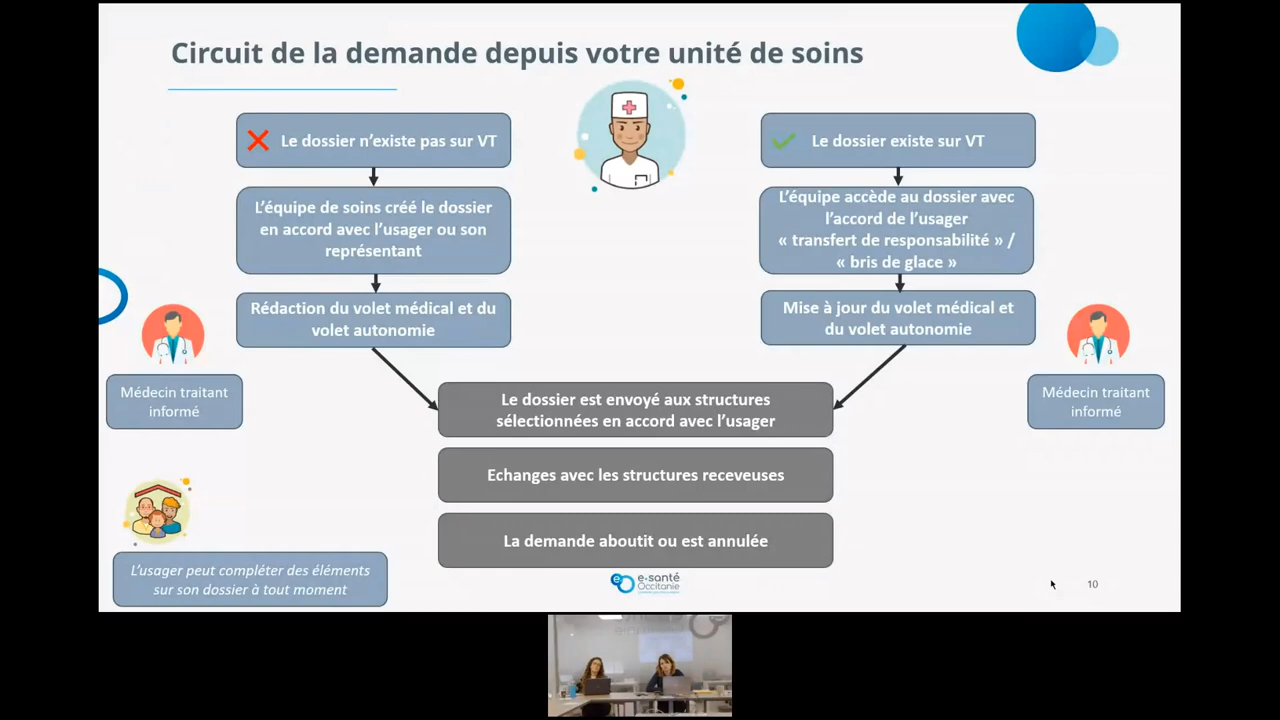 Circuit de la demande depuis votre unité de soins
Le dossier n'existe pas sur VT
L'équipe de soins créé le dossier
en accord avec l'usager ou son
représentant
Rédaction du volet médical et du
volet autonomie
Médecin traitant
informé
Le dossier existe sur VT
L'équipe accède au dossier avec
l'accord de l'usager
« transfert de responsabilité » /
« bris de glace »
Mise à jour du volet médical et
du volet autonomie
Médecin traitant
informé
Le dossier est envoyé aux structures
sélectionnées en accord avec l'usager
Echanges avec les structures receveuses
La demande aboutit ou est annulée
L'usager peut compléter des éléments
sur son dossier à tout moment
e-santé
Occitanie
10